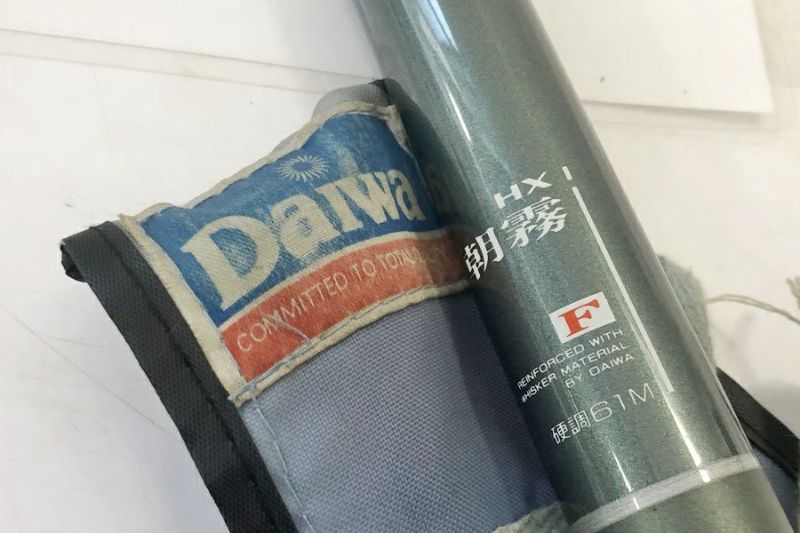 Daiwa
COMMITTED TO TOTAL
HX
朝霧
F
REINFORCED WITH
WHISKER MATERIAL
BY DAIWA
硬調61M